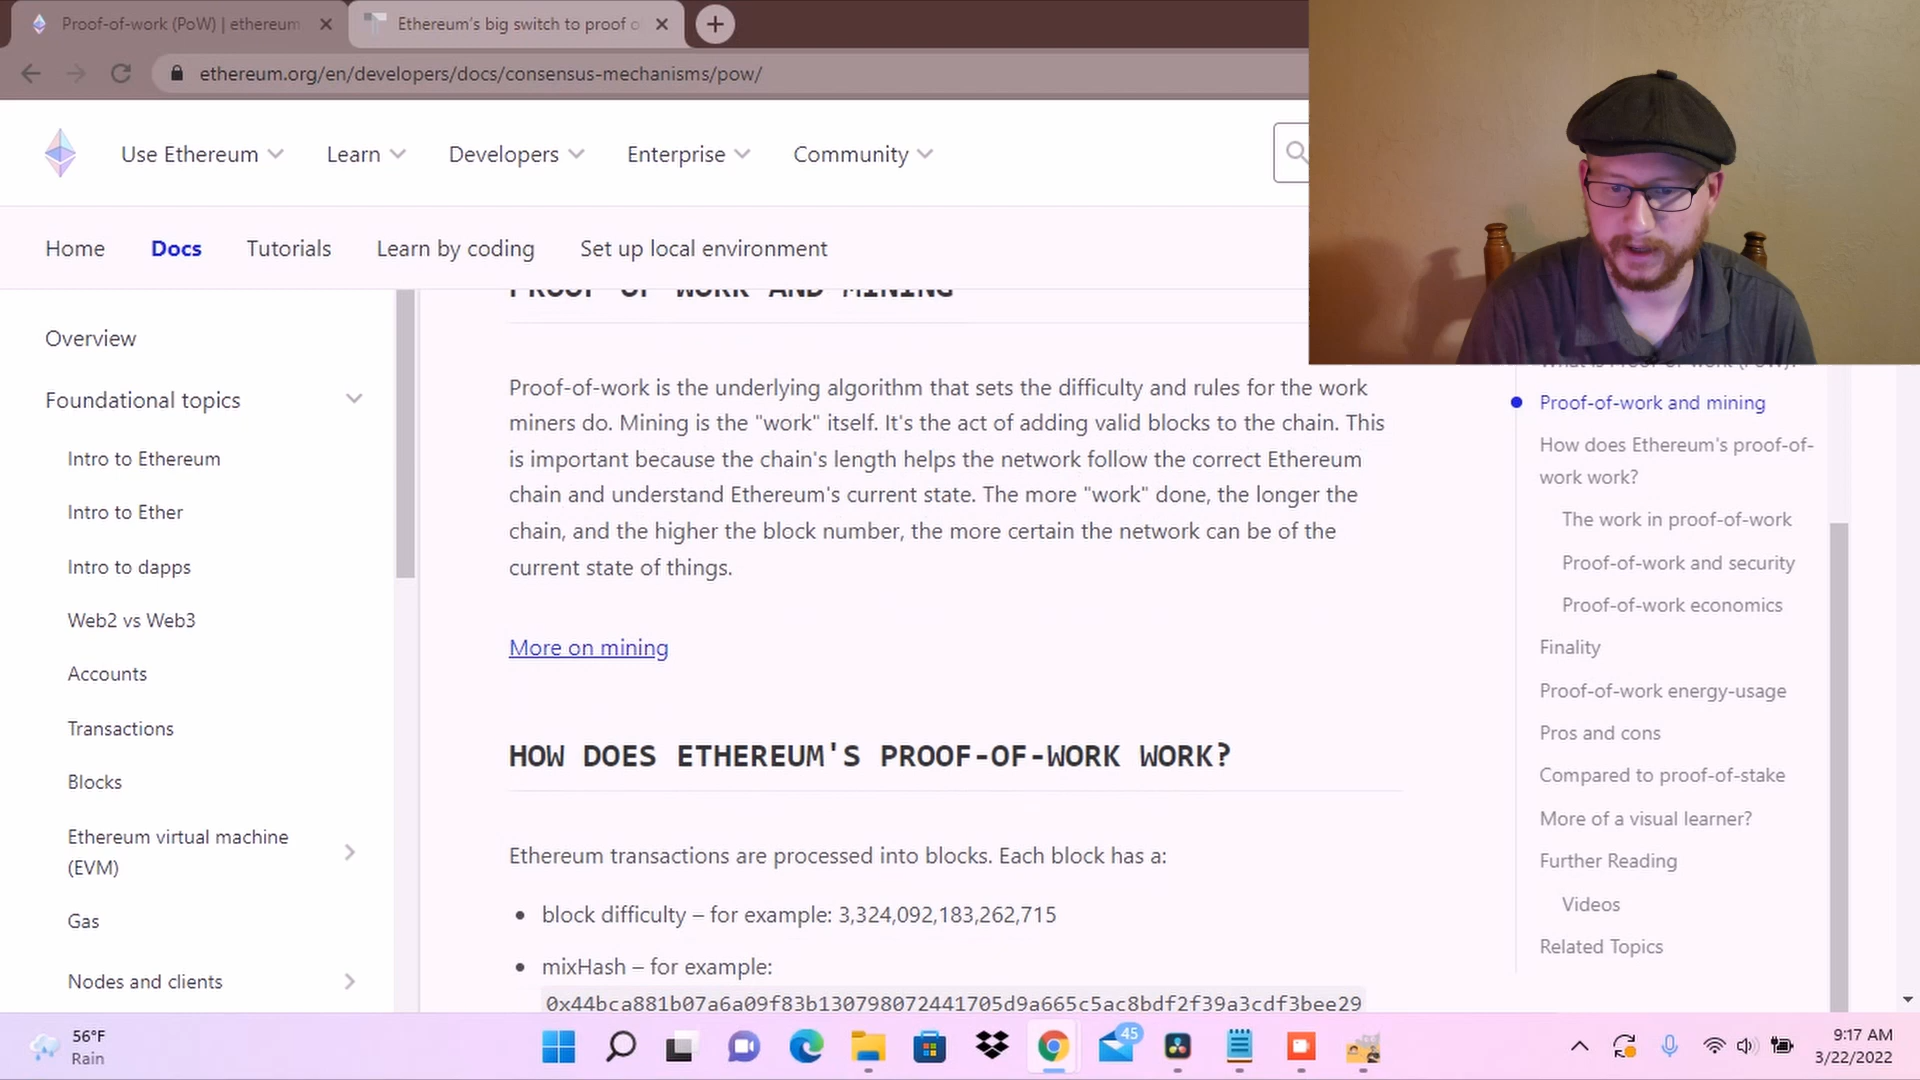 Proof-of-work (PoW) | ethereum
Ethereum's big switch to proof o
ethereum.org/en/developers/docs/consensus-mechanisms/pow/
Use Ethereum
Learn
Developers
Enterprise
Community
Home
Docs
Tutorials
Learn by coding
Set up local environment
Overview
Foundational topics
Intro to Ethereum
Intro to Ether
Intro to dapps
Web2 vs Web3
Accounts
Transactions
Blocks
Ethereum virtual machine
(EVM)
Gas
Nodes and clients
PROOF-OF-WORK AND MINING
Proof-of-work is the underlying algorithm that sets the difficulty and rules for the work
miners do. Mining is the "work" itself. It's the act of adding valid blocks to the chain. This
is important because the chain's length helps the network follow the correct Ethereum
chain and understand Ethereum's current state. The more "work" done, the longer the
chain, and the higher the block number, the more certain the network can be of the
current state of things.
More on mining
HOW DOES ETHEREUM'S PROOF-OF-WORK WORK?
Ethereum transactions are processed into blocks. Each block has a:
block difficulty – for example: 3,324,092,183,262,715
mixHash – for example:
0x44bca881b07a6a09f83b130798072441705d9a665c5ac8bdf2f39a3cdf3bee29
What is Proof-of-work (PoW)?
Proof-of-work and mining
How does Ethereum's proof-of-
work work?
The work in proof-of-work
Proof-of-work and security
Proof-of-work economics
Finality
Proof-of-work energy-usage
Pros and cons
Compared to proof-of-stake
More of a visual learner?
Further Reading
Videos
Related Topics
56°F
Rain
45
9:17 AM
3/22/2022